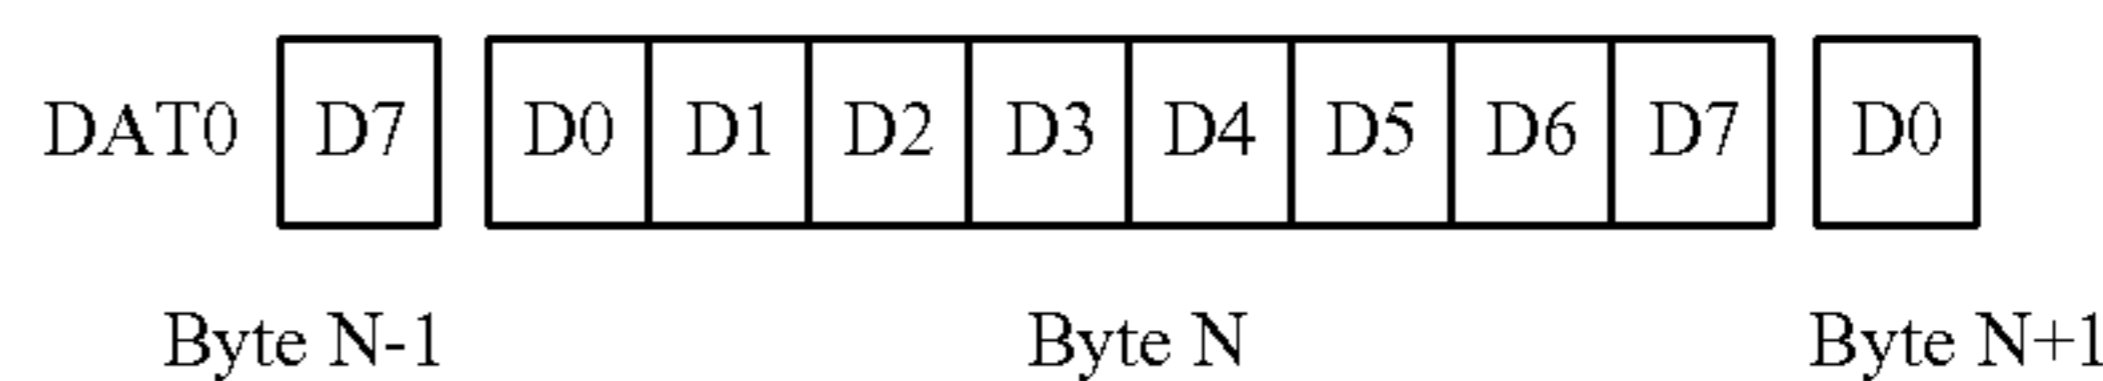 DAT0 D7 D0 D1 D2 D3 D4 D5 D6 D7 D0
Byte N-1 Byte N Byte N+1